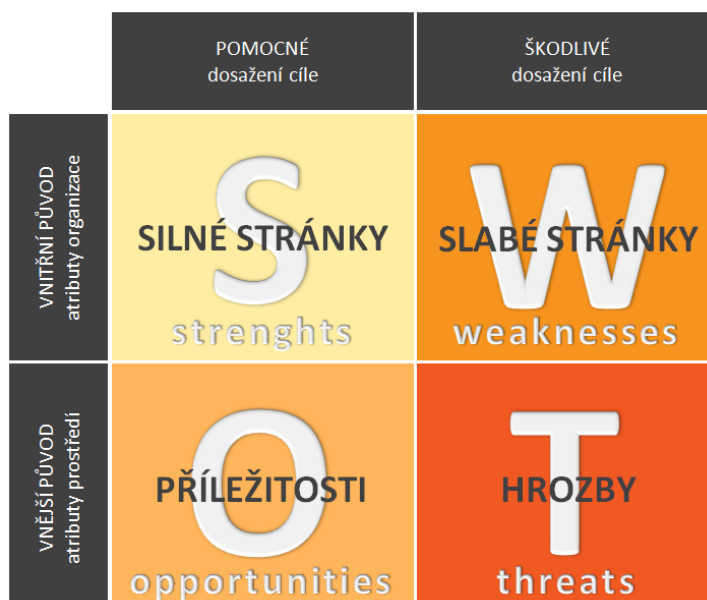 POMOCNÉ
dosažení cíle
ŠKODLIVÉ
dosažení cíle
VNITŘNÍ PŮVOD
atributy organizace
S
SILNÉ STRÁNKY
strenghts
W
SLABÉ STRÁNKY
weaknesses
VNĚJŠÍ PŮVOD
atributy prostředí
O
PŘÍLEŽITOSTI
opportunities
T
HROZBY
threats